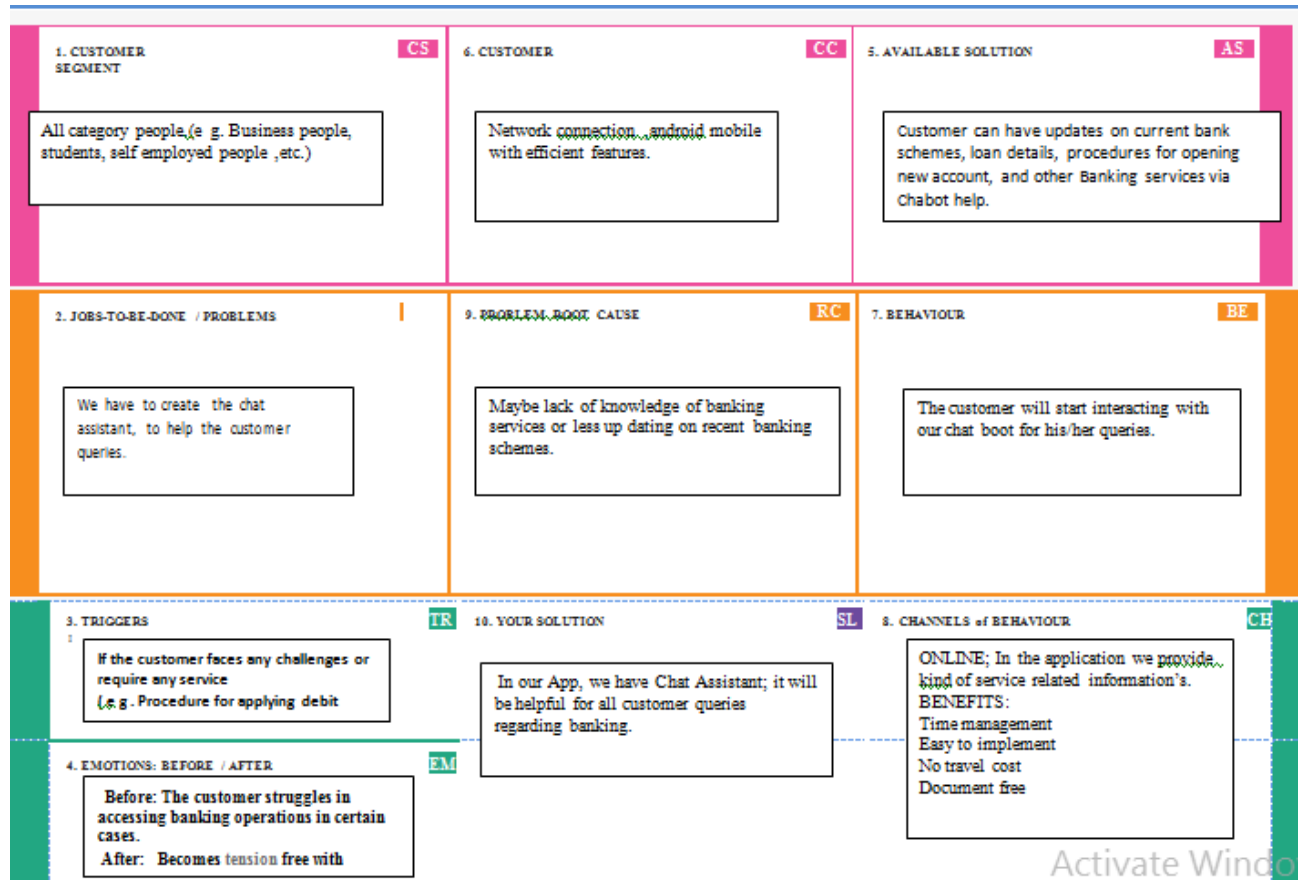 1. CUSTOMER
SEGMENT
CS
All category people,(e g. Business people,
students, self employed people ,etc.)
6. CUSTOMER
CC
Network connection ,android mobile
with efficient features.
5. AVAILABLE SOLUTION
AS
Customer can have updates on current bank
schemes, loan details, procedures for opening
new account, and other Banking services via
Chabot help.
2. JOBS-TO-BE-DONE / PROBLEMS
We have to create the chat
assistant, to help the customer
queries.
9. PROBLEM ROOT CAUSE
RC
Maybe lack of knowledge of banking
services or less up dating on recent banking
schemes.
7. BEHAVIOUR
BE
The customer will start interacting with
our chat boot for his/her queries.
3. TRIGGERS
TR
If the customer faces any challenges or
require any service
(e g . Procedure for applying debit
4. EMOTIONS: BEFORE / AFTER
EM
Before: The customer struggles in
accessing banking operations in certain
cases.
After: Becomes tension free with
10. YOUR SOLUTION
SL
In our App, we have Chat Assistant; it will
be helpful for all customer queries
regarding banking.
8. CHANNELS of BEHAVIOUR
CH
ONLINE; In the application we provide
kind of service related information's.
BENEFITS:
Time management
Easy to implement
No travel cost
Document free
Activate Windo